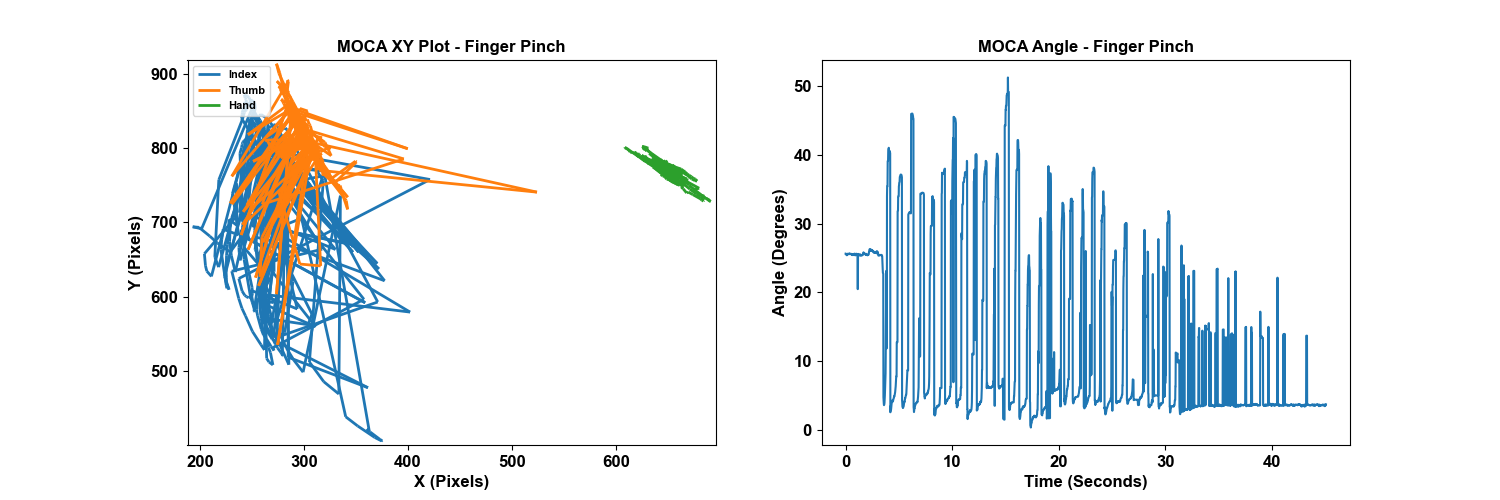 MOCA XY Plot - Finger Pinch
Index
Thumb
Hand
900
800
700
600
500
Y (Pixels)
200
300
400
500
600
X (Pixels)
MOCA Angle - Finger Pinch
50
40
30
20
10
0
Angle (Degrees)
0
10
20
30
40
Time (Seconds)